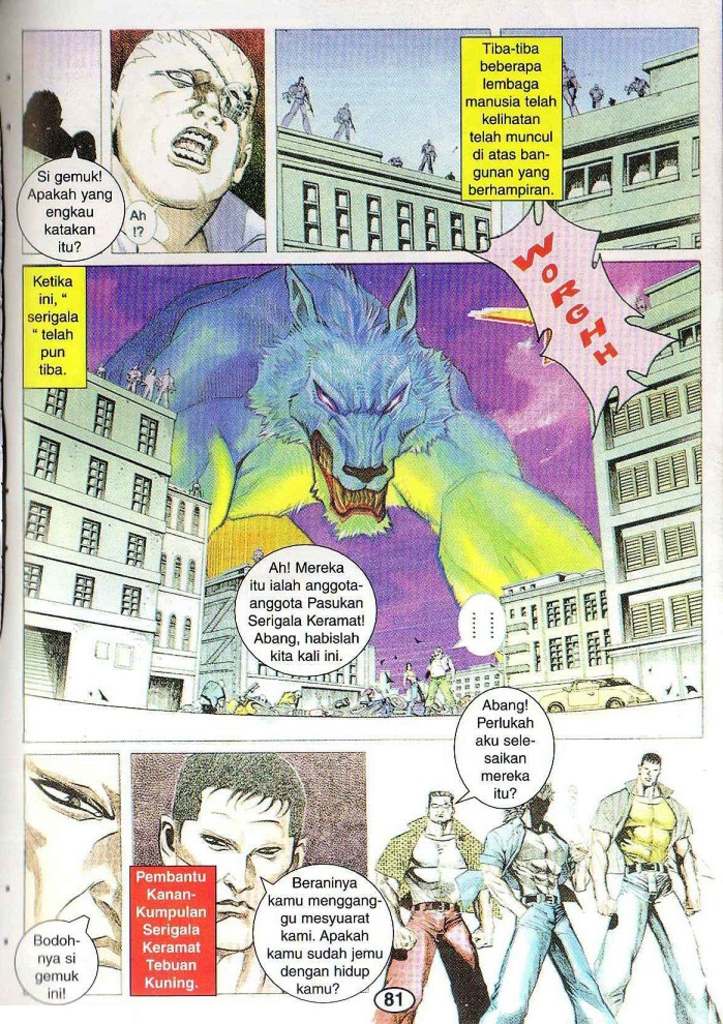 Si gemuk!
Apakah yang
engkau
katakan
itu?
Ah
!?
Tiba-tiba
beberapa
lembaga
manusia telah
kelihatan
telah muncul
di atas ban-
gunan yang
berhampiran.
Ketika
ini, “
serigala
“ telah
pun
tiba.
WORGHH
Ah! Mereka
itu ialah anggota-
anggota Pasukan
Serigala Keramat!
Abang, habislah
kita kali ini.
Abang!
Perlukah
aku sele-
saikan
mereka
itu?
Bodoh-
nya si
gemuk
ini!
Pembantu
Kanan-
Kumpulan
Serigala
Keramat
Tebuan
Kuning.
Beraninya
kamu menggang-
gu mesyuarat
kami. Apakah
kamu sudah jemu
dengan hidup
kamu?
81